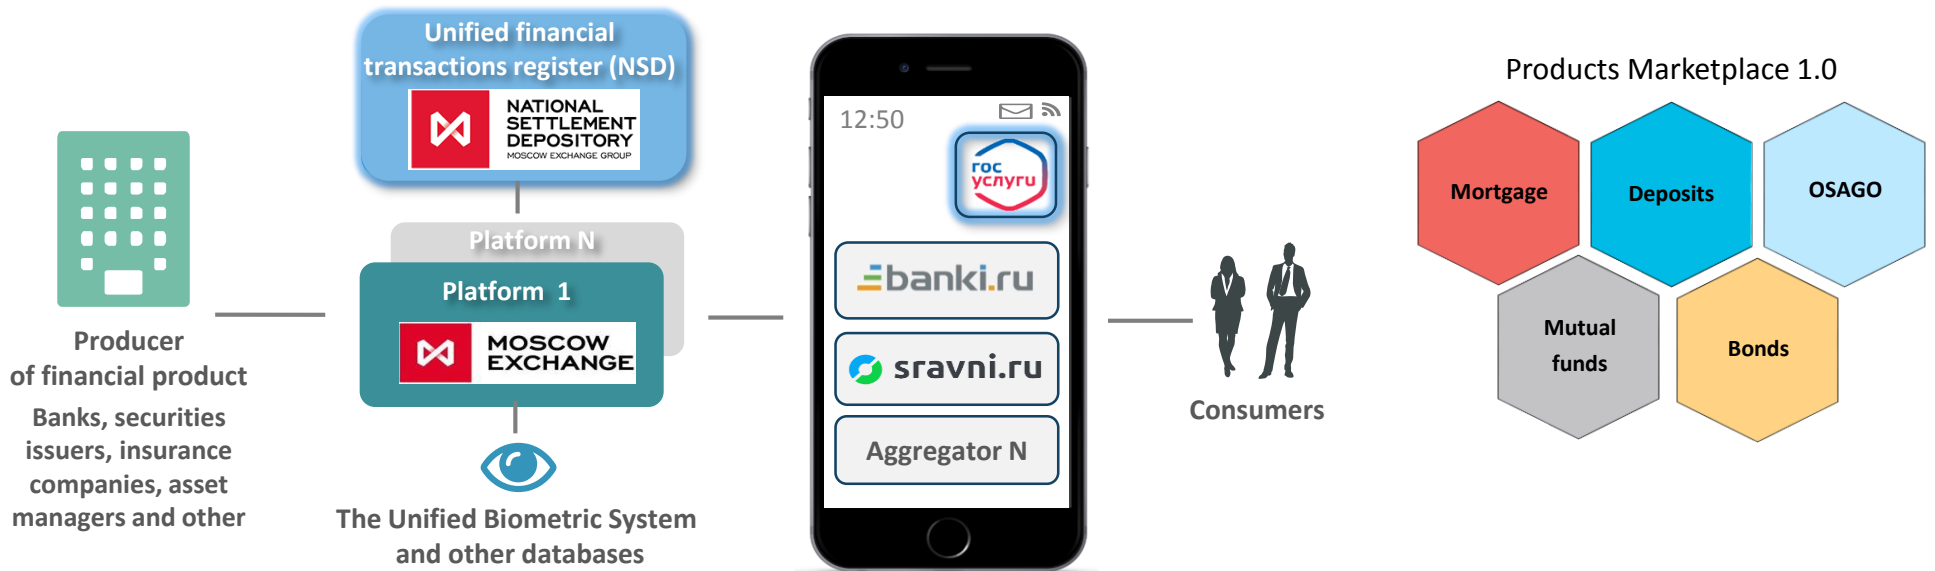 Unified financial
transactions register (NSD)
NATIONAL
SETTLEMENT
DEPOSITORY
MOSCOW EXCHANGE GROUP
Producer
of financial product
Banks, securities
issuers, insurance
companies, asset
managers and other
Platform N
Platform 1
MOSCOW
EXCHANGE
The Unified Biometric System
and other databases
12:50
гос
услуги
banki.ru
sravni.ru
Aggregator N
Consumers
Products Marketplace 1.0
Mortgage
Deposits
OSAGO
Mutual
funds
Bonds